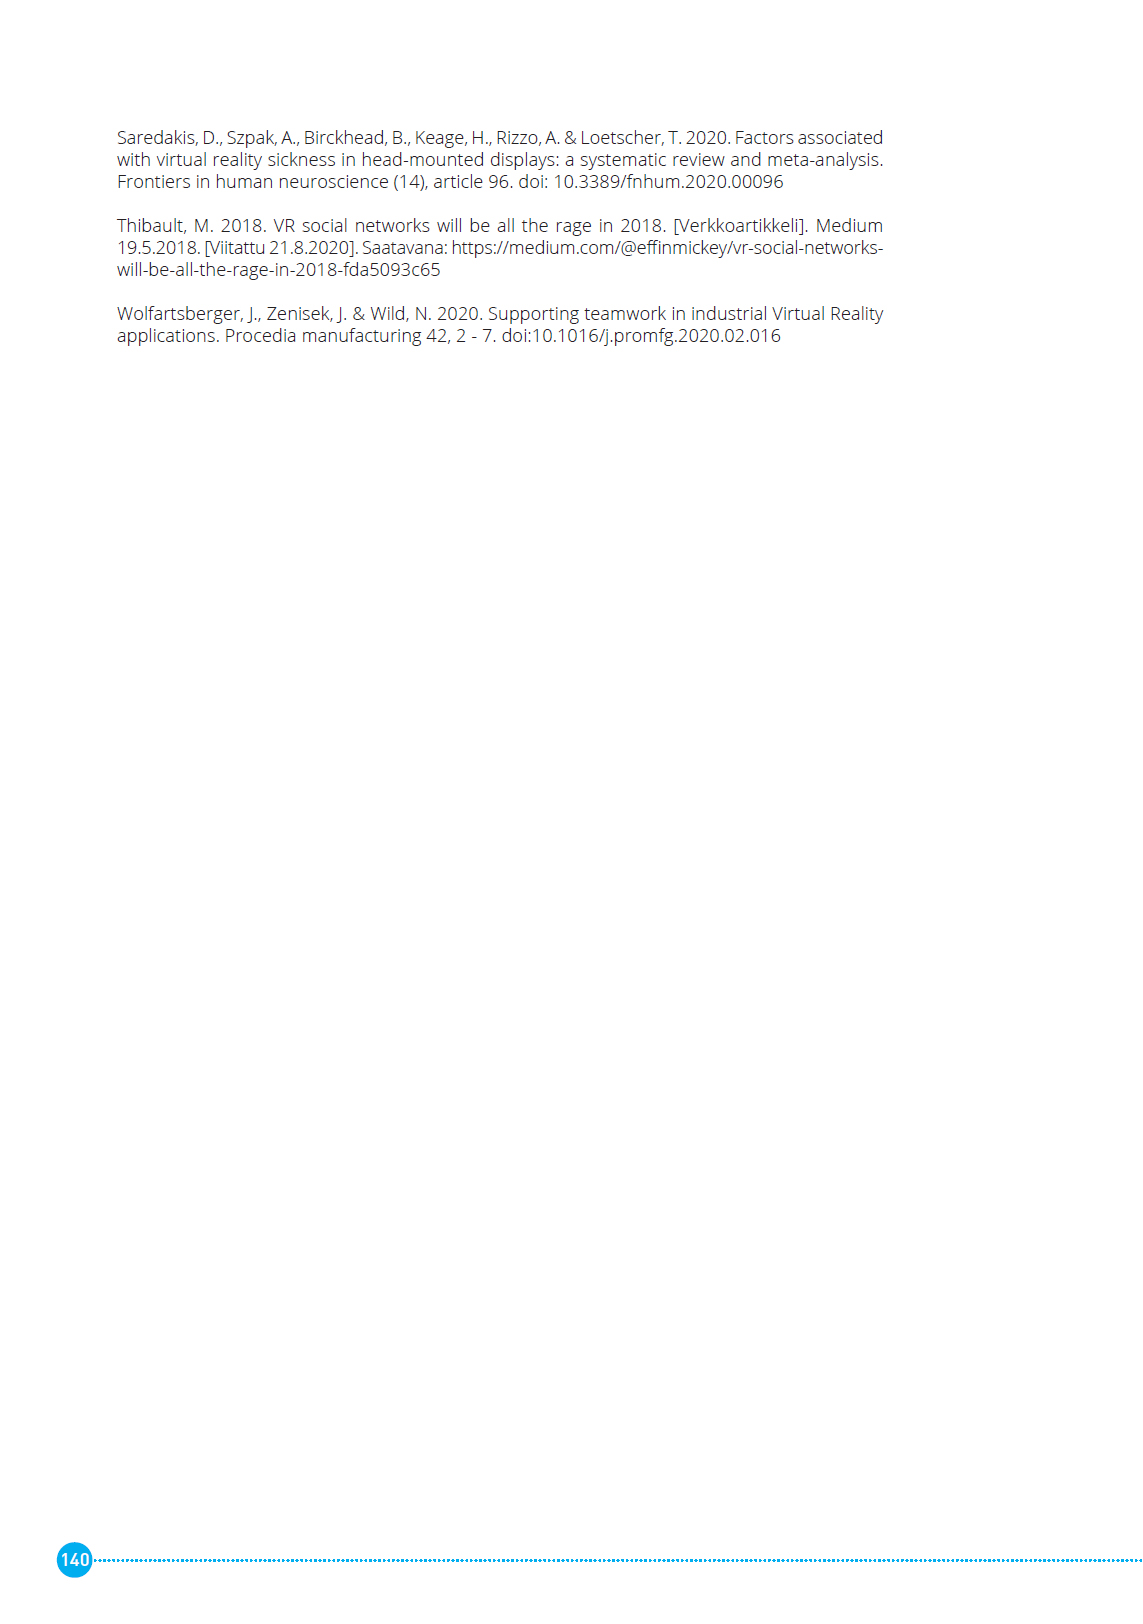 Saredakis, D., Szpak, A., Birckhead, B., Keage, H., Rizzo, A. & Loetscher, T. 2020. Factors associated
with virtual reality sickness in head-mounted displays: a systematic review and meta-analysis.
Frontiers in human neuroscience (14), article 96. doi: 10.3389/fnhum.2020.00096
Thibault, M. 2018. VR social networks will be all the rage in 2018. [Verkkoartikkeli]. Medium
19.5.2018. [Viitattu 21.8.2020]. Saatavana: https://medium.com/@effinmickey/vr-social-networks-
will-be-all-the-rage-in-2018-fda5093c65
Wolfartsberger, J., Zenisek, J. & Wild, N. 2020. Supporting teamwork in industrial Virtual Reality
applications. Procedia manufacturing 42, 2 - 7. doi:10.1016/j.promfg.2020.02.016
140